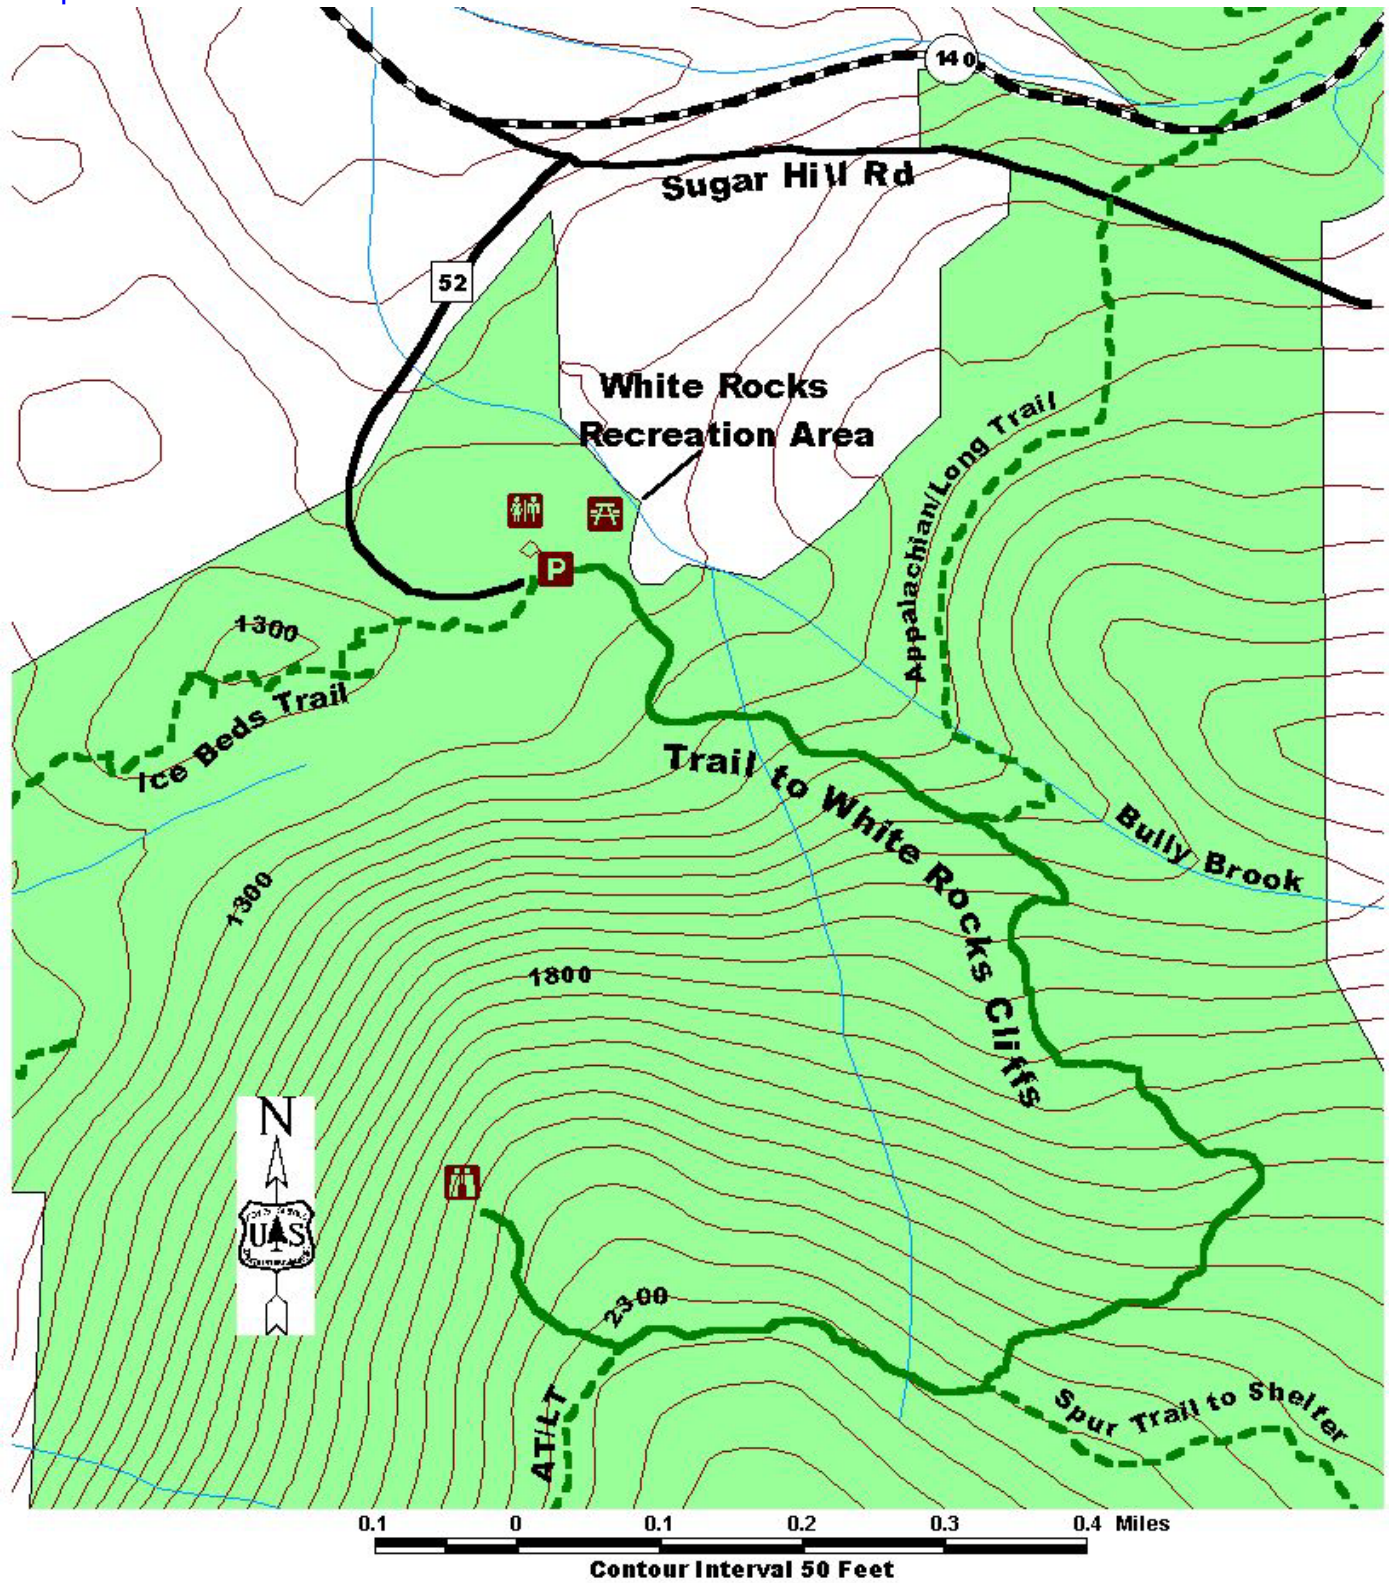 140
Sugar Hill Rd
52
White Rocks
Recreation Area
Appalachian/Long Trail
P
1300
Ice Beds Trail
Trail to White Rocks Cliffs
Bully Brook
1300
1800
N
US
2300
AT/LT
Spur Trail to Shelter
0.1 0 0.1 0.2 0.3 0.4 Miles
Contour Interval 50 Feet